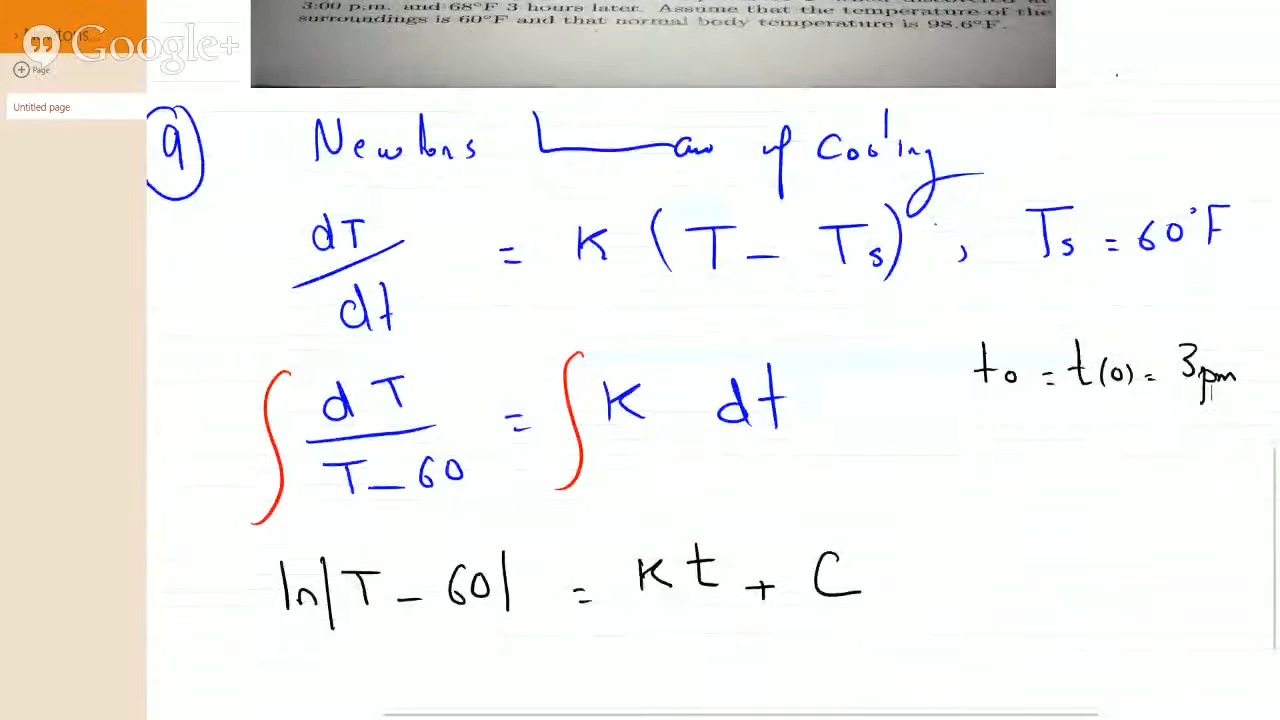 3:00 p.m. and 68°F 3 hours later. Assume that the temperature of the
surroundings is 60°F and that normal body temperature is 98.6°F.
Google+
Page
Untitled page
9 Newtons Law of Cooling
dT/dt = K (T - Ts), Ts = 60°F
t0 = t(0) = 3pm
∫ dT/(T - 60) = ∫ K dt
ln|T - 60| = Kt + C